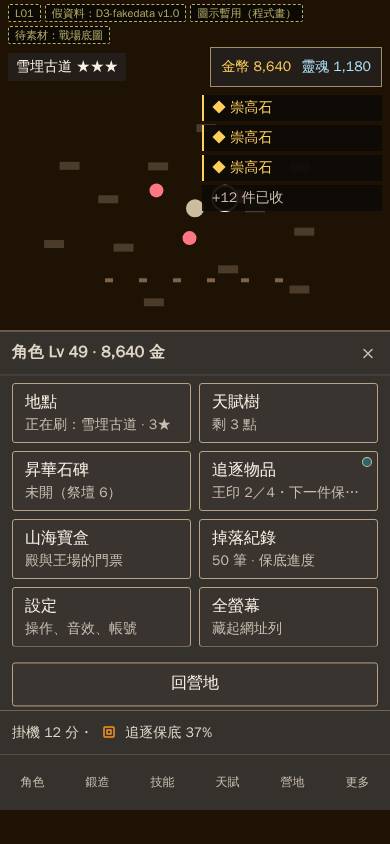 L01 假資料：D3-fakedata v1.0 圖示暫用（程式畫）
待素材：戰場底圖
雪埋古道 ★★★
金幣 8,640 靈魂 1,180
◆ 崇高石
◆ 崇高石
◆ 崇高石
+12 件已收
角色 Lv 49 · 8,640 金 ×
地點
正在刷：雪埋古道 · 3★
天賦樹
剩 3 點
昇華石碑
未開（祭壇 6）
追逐物品
王印 2／4・下一件保⋯
山海寶盒
殿與王場的門票
掉落紀錄
50 筆 · 保底進度
設定
操作、音效、帳號
全螢幕
藏起網址列
回營地
掛機 12 分・ 追逐保底 37%
角色 鍛造 技能 天賦 營地 更多